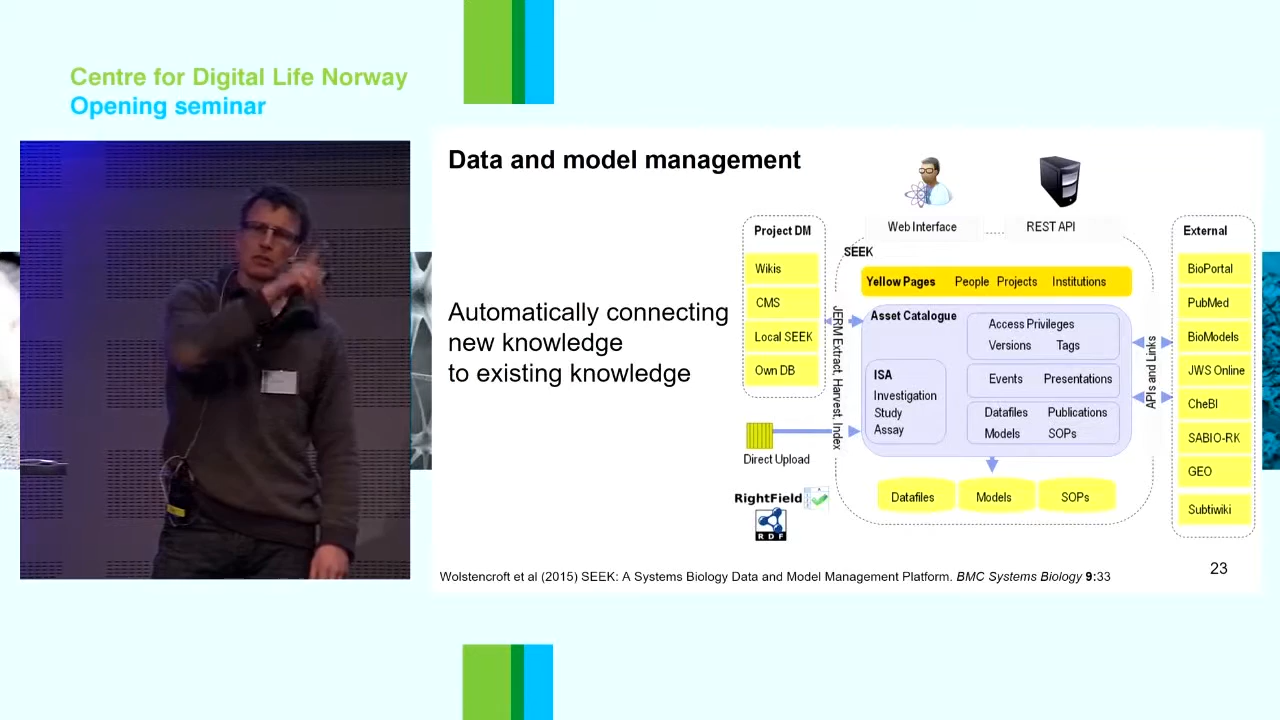 Centre for Digital Life Norway
Opening seminar
Data and model management
Automatically connecting
new knowledge
to existing knowledge
Web Interface
REST API
Project DM
Wikis
CMS
Local SEEK
Own DB
Direct Upload
RightField
RDF
JERM Extract, Harvest, Index
SEEK
Yellow Pages People Projects Institutions
Asset Catalogue
Access Privileges
Versions Tags
ISA
Investigation
Study
Assay
Events Presentations
Datafiles Publications
Models SOPs
Datafiles
Models
SOPs
APIs and Links
External
BioPortal
PubMed
BioModels
JWS Online
CheBI
SABIO-RK
GEO
Subtiwiki
Wolstencroft et al (2015) SEEK: A Systems Biology Data and Model Management Platform. BMC Systems Biology 9:33
23